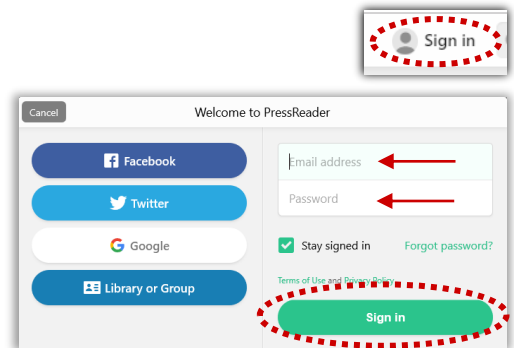 Sign in
Cancel
Welcome to PressReader
Facebook
Twitter
Google
Library or Group
Email address
Password
Stay signed in
Forgot password?
Terms of Use and Privacy Policy
Sign in